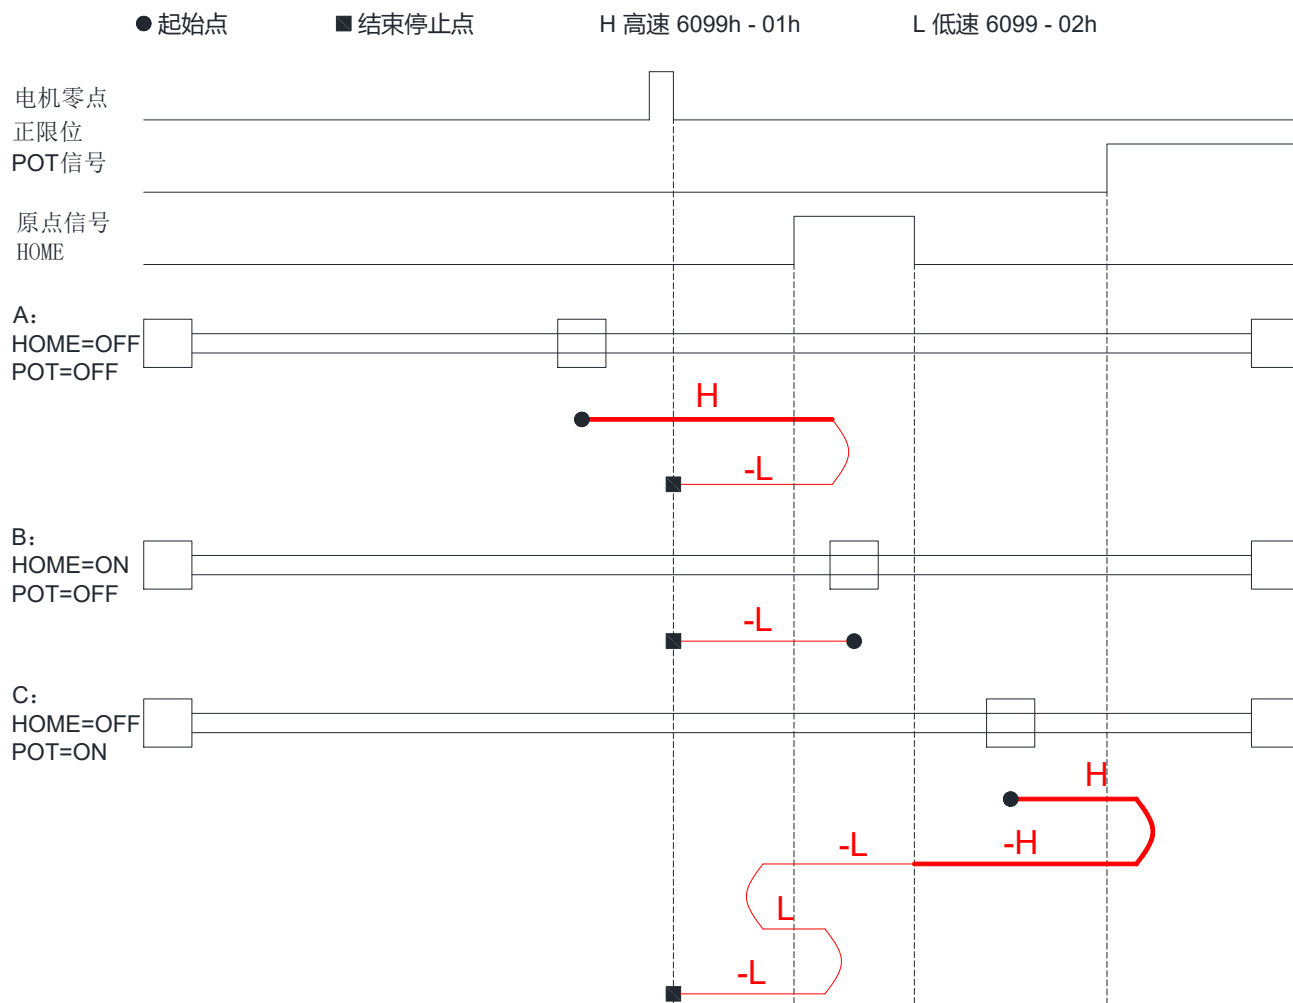 起始点 结束停止点 H 高速 6099h - 01h L 低速 6099 - 02h
电机零点
正限位
POT信号
原点信号
HOME
A：
HOME=OFF
POT=OFF
H
-L
B：
HOME=ON
POT=OFF
-L
C：
HOME=OFF
POT=ON
H
-H
-L
L
-L